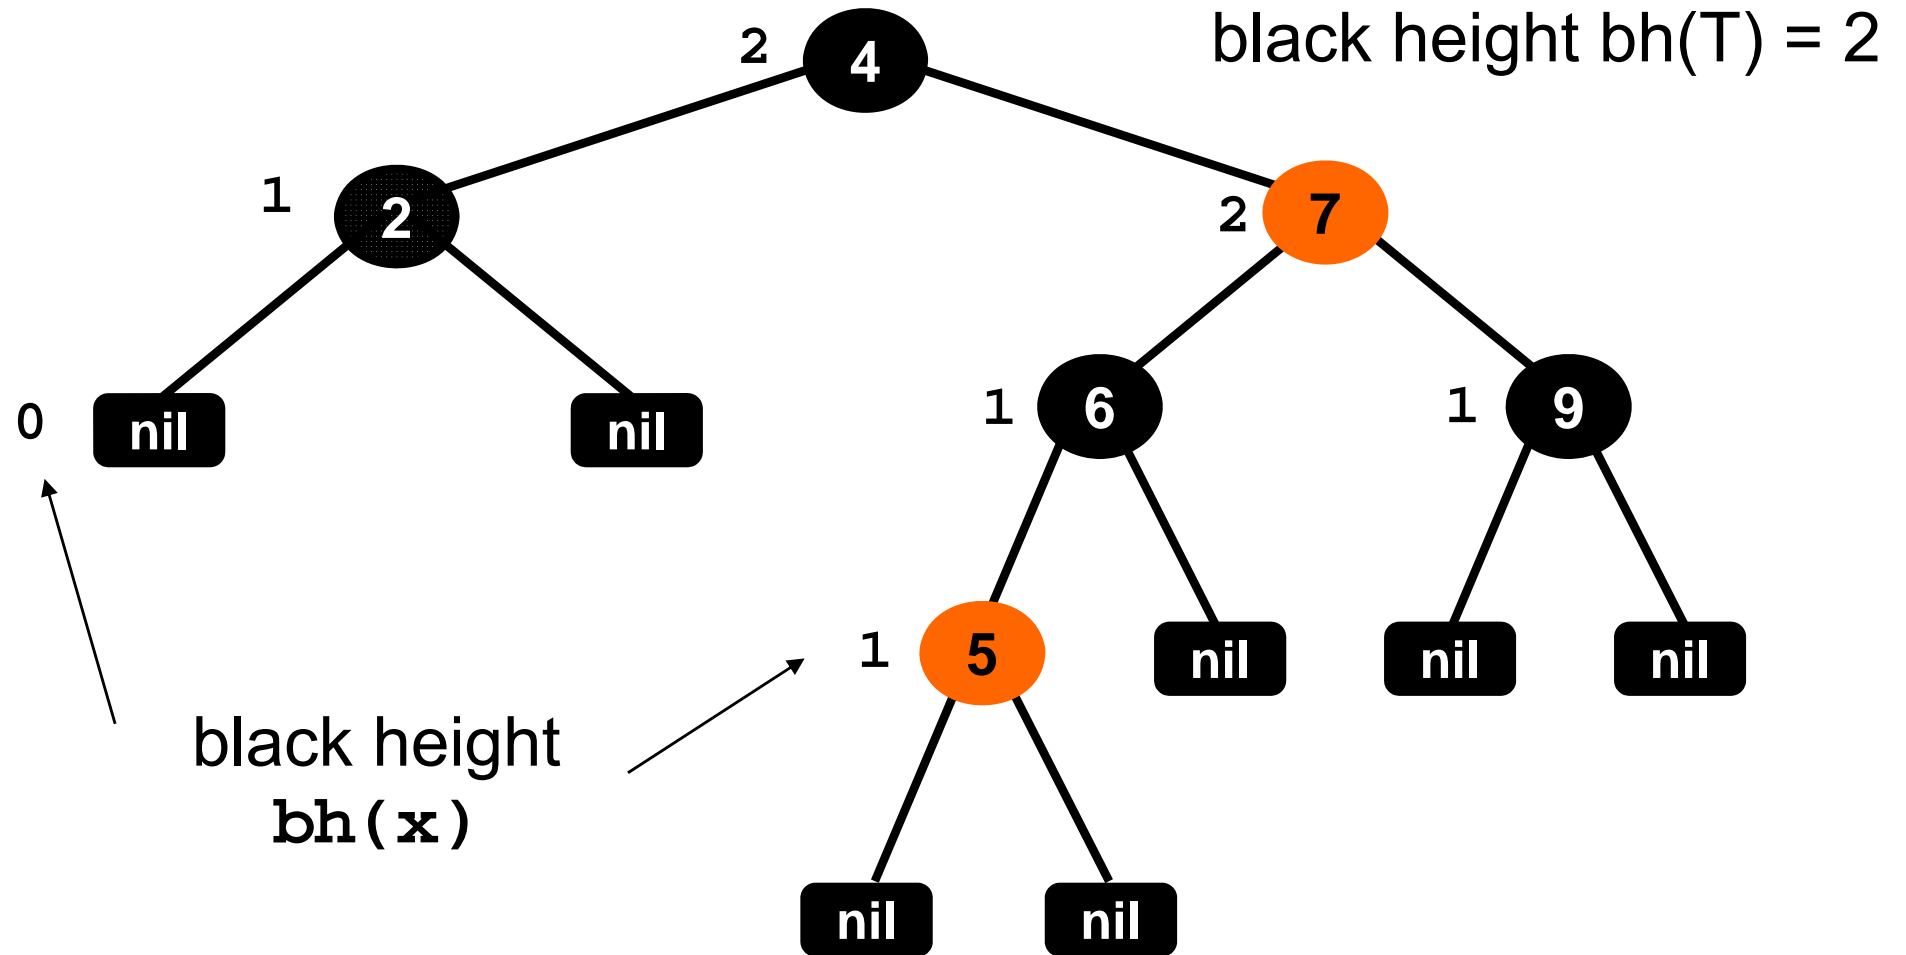 black height bh(T) = 2
2 4
1 2
2 7
0 nil nil
1 6
1 9
1 5
nil nil nil
black height
bh(x)
nil nil